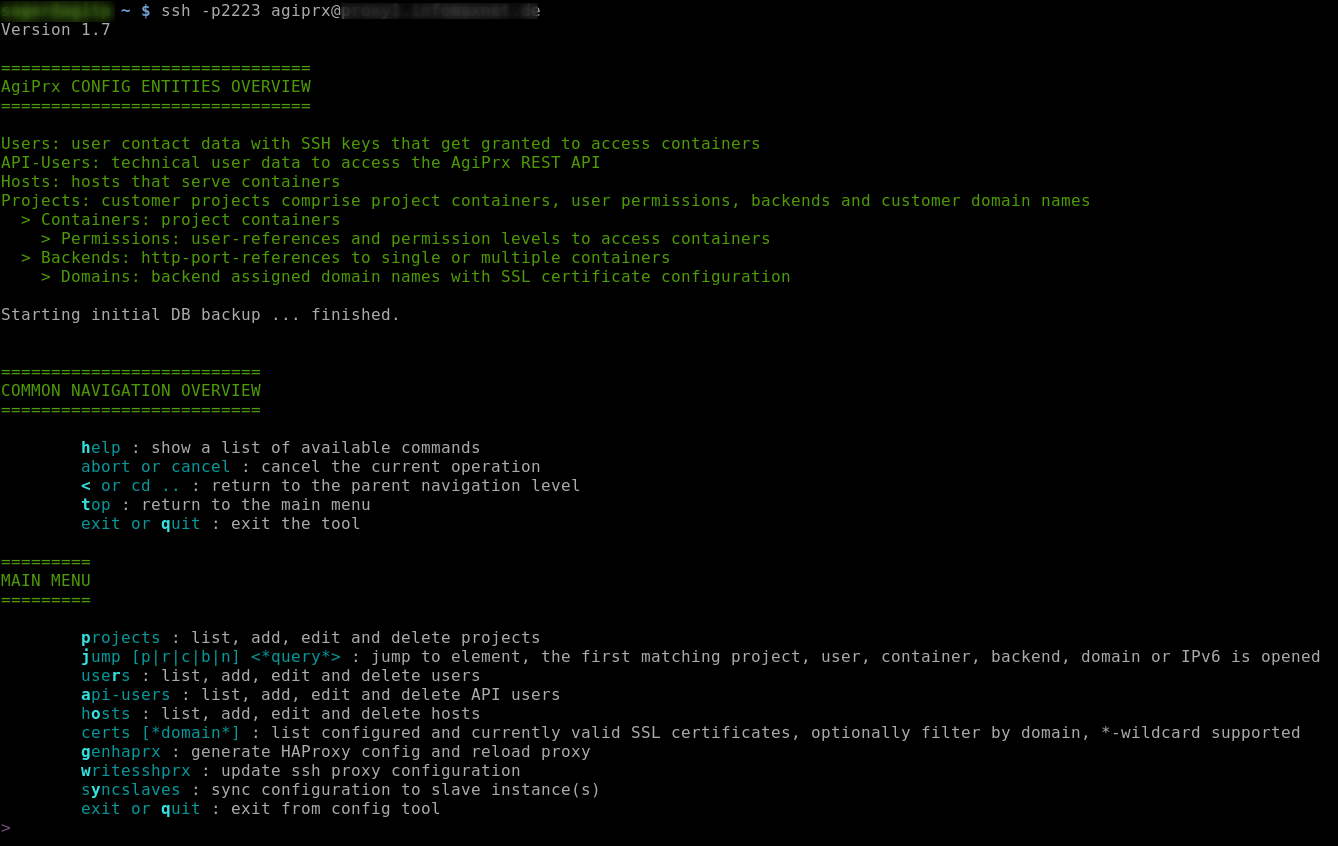 ~ $ ssh -p2223 agiprx@
Version 1.7
===============================
AgiPrx CONFIG ENTITIES OVERVIEW
===============================
Users: user contact data with SSH keys that get granted to access containers
API-Users: technical user data to access the AgiPrx REST API
Hosts: hosts that serve containers
Projects: customer projects comprise project containers, user permissions, backends and customer domain names
  > Containers: project containers
    > Permissions: user-references and permission levels to access containers
  > Backends: http-port-references to single or multiple containers
    > Domains: backend assigned domain names with SSL certificate configuration
Starting initial DB backup ... finished.
==========================
COMMON NAVIGATION OVERVIEW
==========================
        help : show a list of available commands
        abort or cancel : cancel the current operation
        < or cd .. : return to the parent navigation level
        top : return to the main menu
        exit or quit : exit the tool
=========
MAIN MENU
=========
        projects : list, add, edit and delete projects
        jump [p|r|c|b|n] <*query*> : jump to element, the first matching project, user, container, backend, domain or IPv6 is opened
        users : list, add, edit and delete users
        api-users : list, add, edit and delete API users
        hosts : list, add, edit and delete hosts
        certs [*domain*] : list configured and currently valid SSL certificates, optionally filter by domain, *-wildcard supported
        genhaprx : generate HAProxy config and reload proxy
        writesshprx : update ssh proxy configuration
        syncslaves : sync configuration to slave instance(s)
        exit or quit : exit from config tool
>